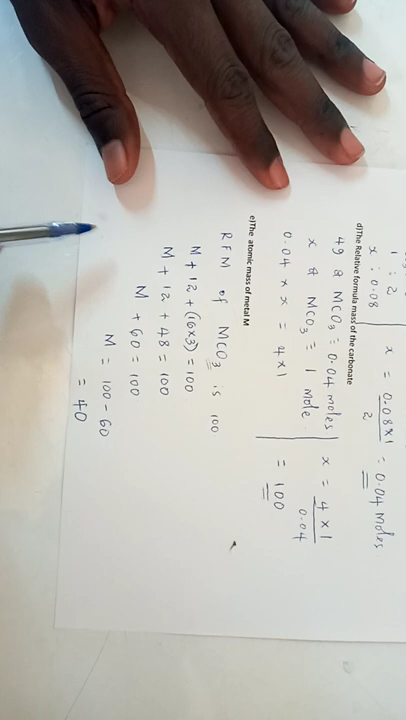 1 : 2
x : 0.08
x = 0.08×1 / 2 = 0.04 Moles
d)The Relative formula mass of the carbonate
4g of MCO3 = 0.04 moles
x g MCO3 = 1 mole
0.04 × x = 4×1
x = 4 × 1 / 0.04
= 100
e)The atomic mass of metal M
RFM of MCO3 is 100
M + 12 + (16×3) = 100
M + 12 + 48 = 100
M + 60 = 100
M = 100 - 60
= 40